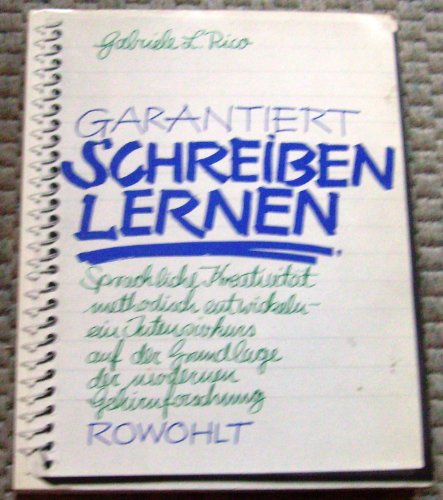 Gabriele L. Rico
GARANTIERT
SCHREIBEN
LERNEN
Sprachliche Kreativität
methodisch entwickeln –
ein Intensivkurs
auf der Grundlage
der modernen
Gehirnforschung
ROWOHLT